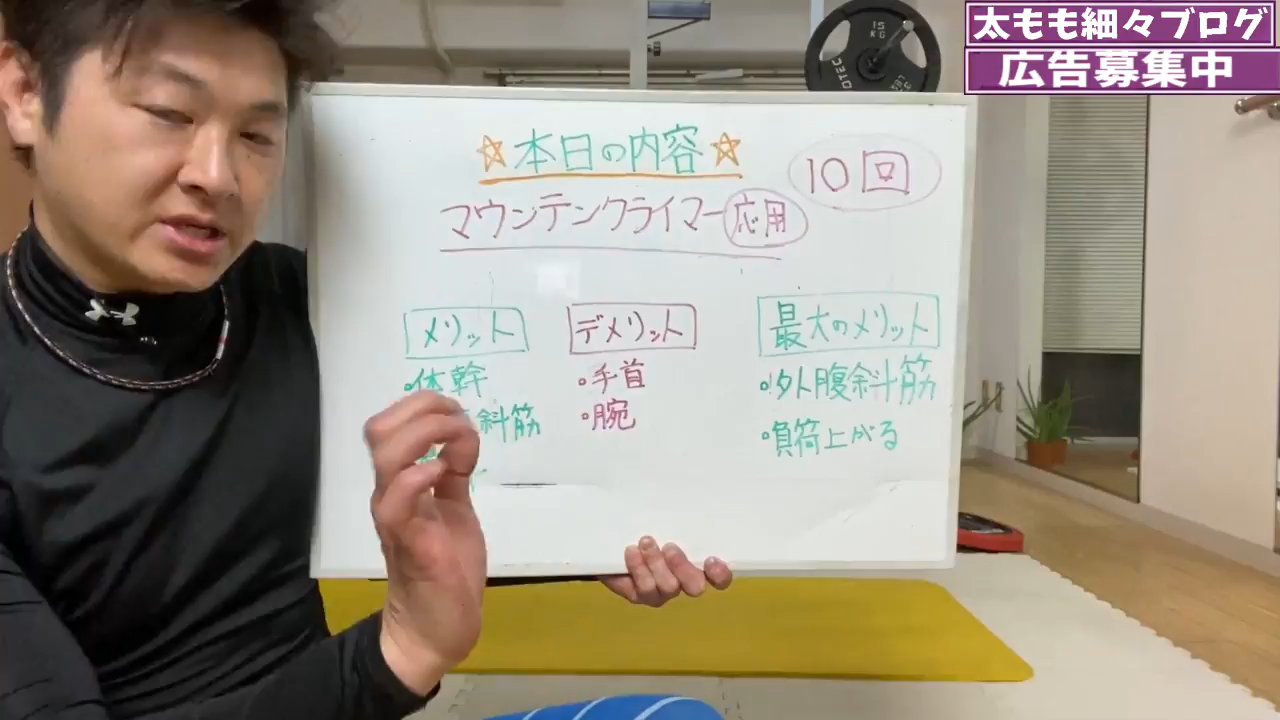 太もも細々ブログ
広告募集中
15
KG
☆本日の内容☆
10回
マウンテンクライマー応用
メリット
・体幹
斜筋
デメリット
・手首
・腕
最大のメリット
・外腹斜筋
・負荷上がる